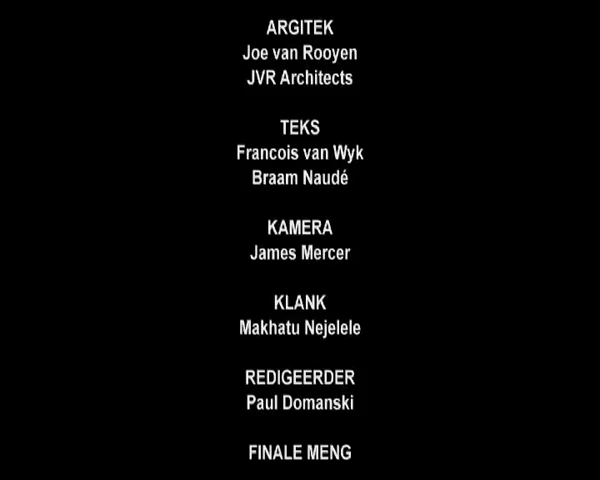 ARGITEK
Joe van Rooyen
JVR Architects
TEKS
Francois van Wyk
Braam Naudé
KAMERA
James Mercer
KLANK
Makhatu Nejelele
REDIGEERDER
Paul Domanski
FINALE MENG